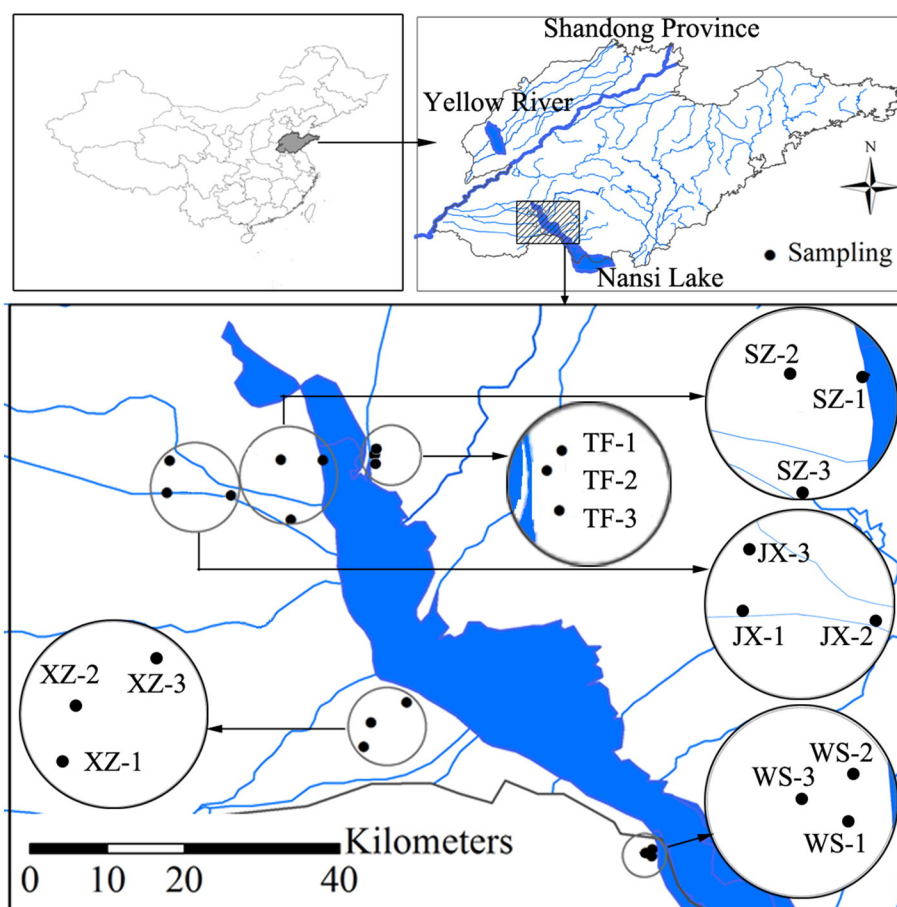 Shandong Province
Yellow River
N
Sampling
Nansi Lake
SZ-2
SZ-1
SZ-3
TF-1
TF-2
TF-3
JX-3
JX-1
JX-2
XZ-2
XZ-3
XZ-1
WS-2
WS-3
WS-1
Kilometers
0 10 20 40